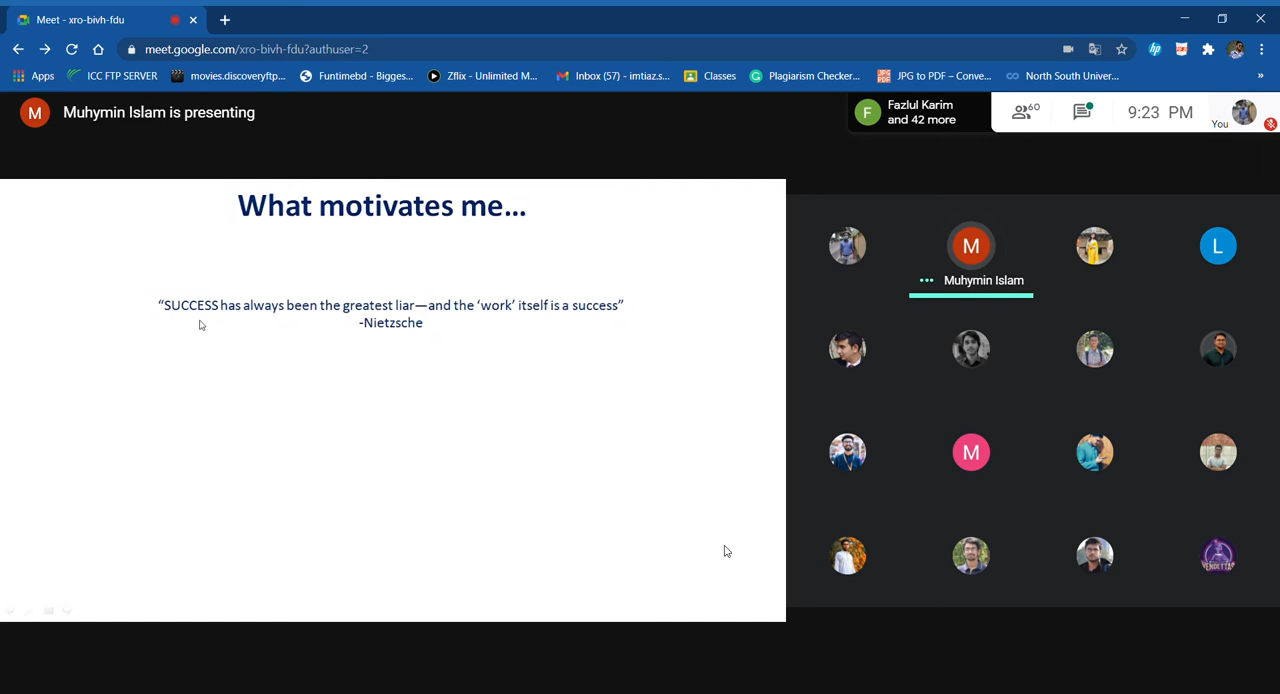 Meet - xro-bivh-fdu
meet.google.com/xro-bivh-fdu?authuser=2
Apps
ICC FTP SERVER
movies.discoveryftp...
Funtimebd - Bigges...
Zflix - Unlimited M...
Inbox (57) - imtiaz.s...
Classes
Plagiarism Checker...
JPG to PDF – Conve...
North South Univer...
M
Muhymin Islam is presenting
F
Fazlul Karim
and 42 more
60
9:23 PM
You
What motivates me...
“SUCCESS has always been the greatest liar—and the ‘work’ itself is a success”
-Nietzsche
M
Muhymin Islam
L
M
VENDETTA